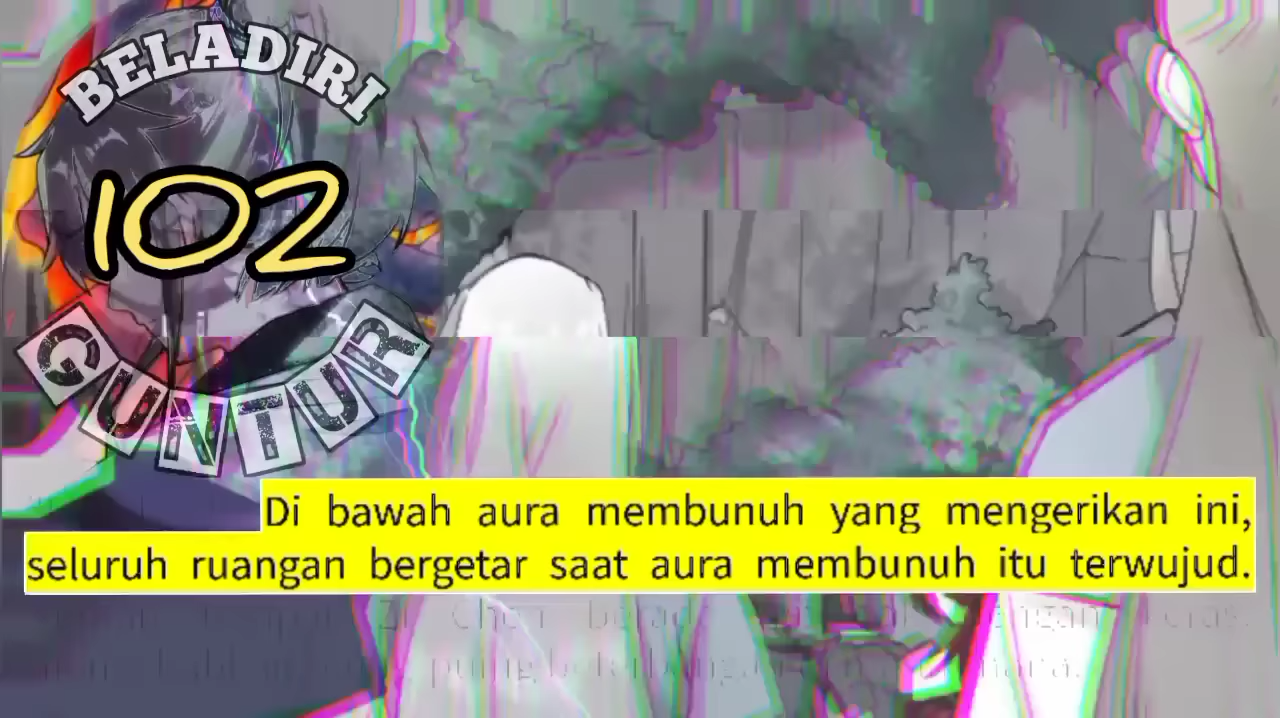 BELADIRI
102
GUNTUR
Di bawah aura membunuh yang mengerikan ini,
seluruh ruangan bergetar saat aura membunuh itu terwujud.